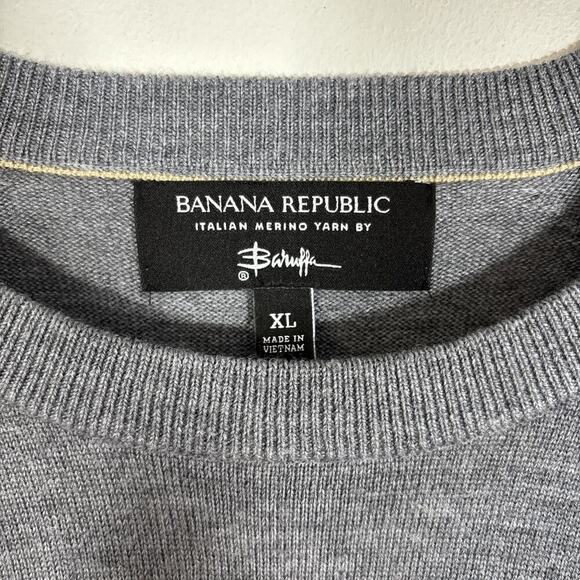 BANANA REPUBLIC
ITALIAN MERINO YARN BY
Baruffa
®
XL
MADE IN
VIETNAM